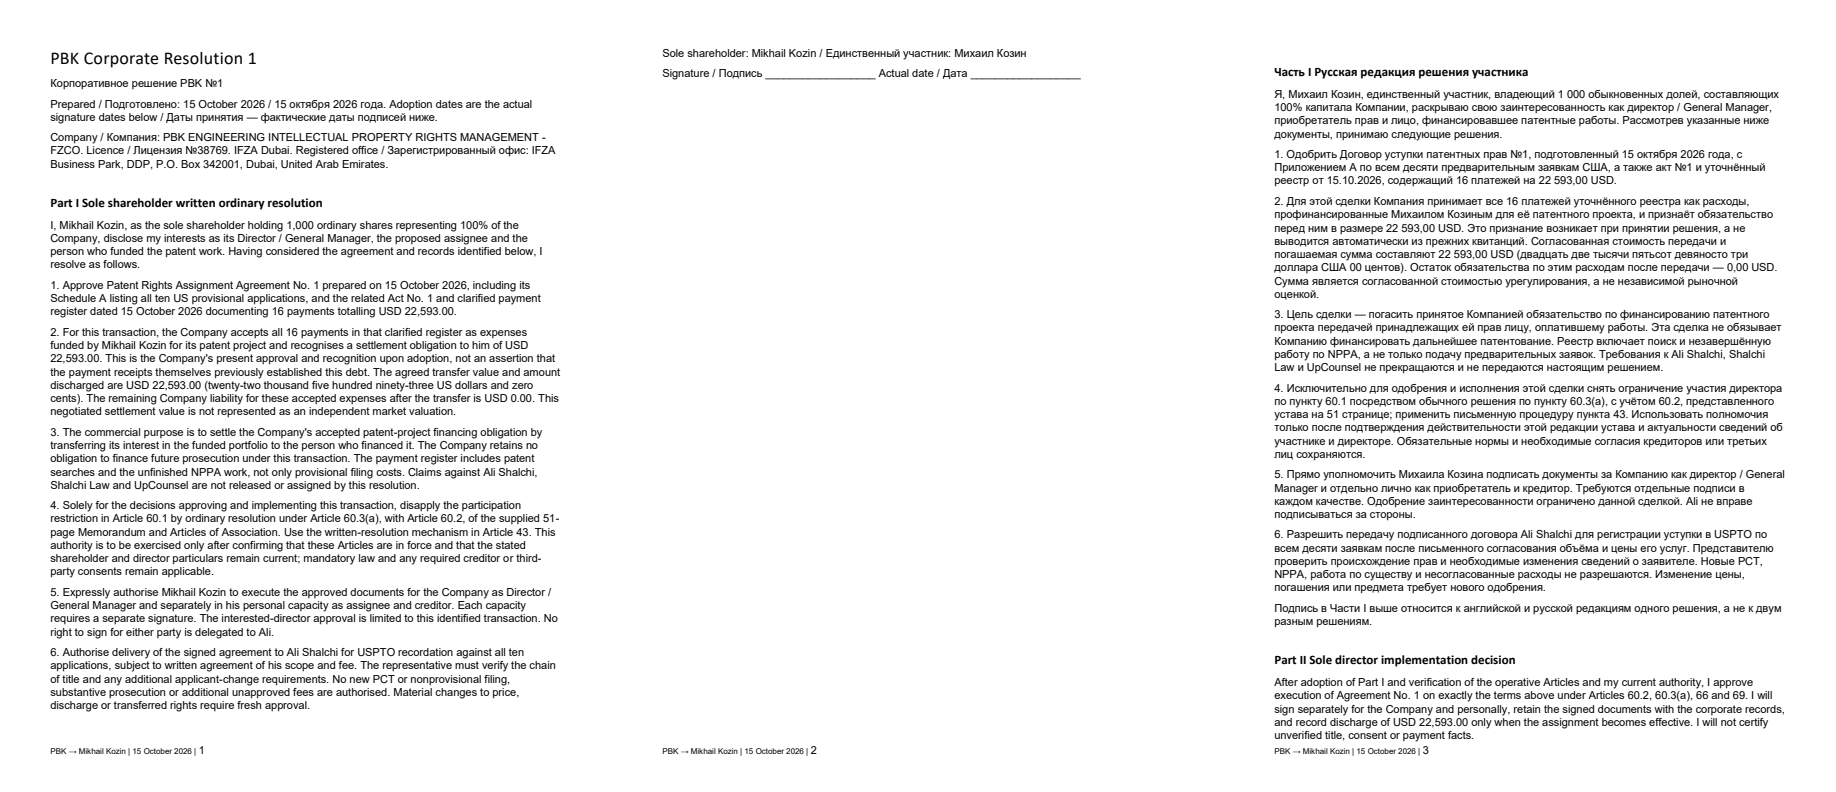 PBK Corporate Resolution 1
Корпоративное решение PBK №1
Prepared / Подготовлено: 15 October 2026 / 15 октября 2026 года. Adoption dates are the actual
signature dates below / Даты принятия — фактические даты подписей ниже.
Company / Компания: PBK ENGINEERING INTELLECTUAL PROPERTY RIGHTS MANAGEMENT -
FZCO. Licence / Лицензия №38769. IFZA Dubai. Registered office / Зарегистрированный офис: IFZA
Business Park, DDP, P.O. Box 342001, Dubai, United Arab Emirates.
Part I Sole shareholder written ordinary resolution
I, Mikhail Kozin, as the sole shareholder holding 1,000 ordinary shares representing 100% of the
Company, disclose my interests as its Director / General Manager, the proposed assignee and the
person who funded the patent work. Having considered the agreement and records identified below, I
resolve as follows.
1. Approve Patent Rights Assignment Agreement No. 1 prepared on 15 October 2026, including its
Schedule A listing all ten US provisional applications, and the related Act No. 1 and clarified payment
register dated 15 October 2026 documenting 16 payments totalling USD 22,593.00.
2. For this transaction, the Company accepts all 16 payments in that clarified register as expenses
funded by Mikhail Kozin for its patent project and recognises a settlement obligation to him of USD
22,593.00. This is the Company's present approval and recognition upon adoption, not an assertion that
the payment receipts themselves previously established this debt. The agreed transfer value and amount
discharged are USD 22,593.00 (twenty-two thousand five hundred ninety-three US dollars and zero
cents). The remaining Company liability for these accepted expenses after the transfer is USD 0.00. This
negotiated settlement value is not represented as an independent market valuation.
3. The commercial purpose is to settle the Company's accepted patent-project financing obligation by
transferring its interest in the funded portfolio to the person who financed it. The Company retains no
obligation to finance future prosecution under this transaction. The payment register includes patent
searches and the unfinished NPPA work, not only provisional filing costs. Claims against Ali Shalchi,
Shalchi Law and UpCounsel are not released or assigned by this resolution.
4. Solely for the decisions approving and implementing this transaction, disapply the participation
restriction in Article 60.1 by ordinary resolution under Article 60.3(a), with Article 60.2, of the supplied 51-
page Memorandum and Articles of Association. Use the written-resolution mechanism in Article 43. This
authority is to be exercised only after confirming that these Articles are in force and that the stated
shareholder and director particulars remain current; mandatory law and any required creditor or third-
party consents remain applicable.
5. Expressly authorise Mikhail Kozin to execute the approved documents for the Company as Director /
General Manager and separately in his personal capacity as assignee and creditor. Each capacity
requires a separate signature. The interested-director approval is limited to this identified transaction. No
right to sign for either party is delegated to Ali.
6. Authorise delivery of the signed agreement to Ali Shalchi for USPTO recordation against all ten
applications, subject to written agreement of his scope and fee. The representative must verify the chain
of title and any additional applicant-change requirements. No new PCT or nonprovisional filing,
substantive prosecution or additional unapproved fees are authorised. Material changes to price,
discharge or transferred rights require fresh approval.
PBK → Mikhail Kozin | 15 October 2026 | 1
Sole shareholder: Mikhail Kozin / Единственный участник: Михаил Козин
Signature / Подпись __________________ Actual date / Дата __________________
PBK → Mikhail Kozin | 15 October 2026 | 2
Часть I Русская редакция решения участника
Я, Михаил Козин, единственный участник, владеющий 1 000 обыкновенных долей, составляющих
100% капитала Компании, раскрываю свою заинтересованность как директор / General Manager,
приобретатель прав и лицо, финансировавшее патентные работы. Рассмотрев указанные ниже
документы, принимаю следующие решения.
1. Одобрить Договор уступки патентных прав №1, подготовленный 15 октября 2026 года, с
Приложением А по всем десяти предварительным заявкам США, а также акт №1 и уточнённый
реестр от 15.10.2026, содержащий 16 платежей на 22 593,00 USD.
2. Для этой сделки Компания принимает все 16 платежей уточнённого реестра как расходы,
профинансированные Михаилом Козиным для её патентного проекта, и признаёт обязательство
перед ним в размере 22 593,00 USD. Это признание возникает при принятии решения, а не
выводится автоматически из прежних квитанций. Согласованная стоимость передачи и
погашаемая сумма составляют 22 593,00 USD (двадцать две тысячи пятьсот девяносто три
доллара США 00 центов). Остаток обязательства по этим расходам после передачи — 0,00 USD.
Сумма является согласованной стоимостью урегулирования, а не независимой рыночной
оценкой.
3. Цель сделки — погасить принятое Компанией обязательство по финансированию патентного
проекта передачей принадлежащих ей прав лицу, оплатившему работы. Эта сделка не обязывает
Компанию финансировать дальнейшее патентование. Реестр включает поиск и незавершённую
работу по NPPA, а не только подачу предварительных заявок. Требования к Ali Shalchi, Shalchi
Law и UpCounsel не прекращаются и не передаются настоящим решением.
4. Исключительно для одобрения и исполнения этой сделки снять ограничение участия директора
по пункту 60.1 посредством обычного решения по пункту 60.3(a), с учётом 60.2, представленного
устава на 51 странице; применить письменную процедуру пункта 43. Использовать полномочия
только после подтверждения действительности этой редакции устава и актуальности сведений об
участнике и директоре. Обязательные нормы и необходимые согласия кредиторов или третьих
лиц сохраняются.
5. Прямо уполномочить Михаила Козина подписать документы за Компанию как директор / General
Manager и отдельно лично как приобретатель и кредитор. Требуются отдельные подписи в
каждом качестве. Одобрение заинтересованности ограничено данной сделкой. Ali не вправе
подписываться за стороны.
6. Разрешить передачу подписанного договора Ali Shalchi для регистрации уступки в USPTO по
всем десяти заявкам после письменного согласования объёма и цены его услуг. Представителю
проверить происхождение прав и необходимые изменения сведений о заявителе. Новые PCT,
NPPA, работа по существу и несогласованные расходы не разрешаются. Изменение цены,
погашения или предмета требует нового одобрения.
Подпись в Части I выше относится к английской и русской редакциям одного решения, а не к двум
разным решениям.
Part II Sole director implementation decision
After adoption of Part I and verification of the operative Articles and my current authority, I approve
execution of Agreement No. 1 on exactly the terms above under Articles 60.2, 60.3(a), 66 and 69. I will
sign separately for the Company and personally, retain the signed documents with the corporate records,
and record discharge of USD 22,593.00 only when the assignment becomes effective. I will not certify
unverified title, consent or payment facts.
PBK → Mikhail Kozin | 15 October 2026 | 3